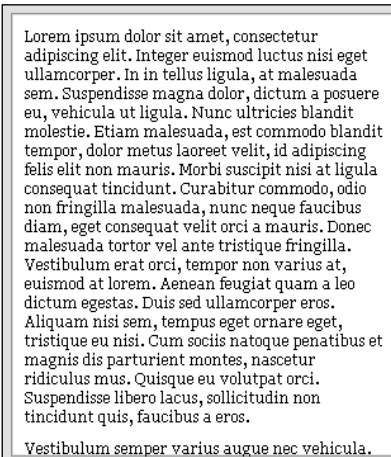 Lorem ipsum dolor sit amet, consectetur
adipiscing elit. Integer euismod luctus nisi eget
ullamcorper. In in tellus ligula, at malesuada
sem. Suspendisse magna dolor, dictum a posuere
eu, vehicula ut ligula. Nunc ultricies blandit
molestie. Etiam malesuada, est commodo blandit
tempor, dolor metus laoreet velit, id adipiscing
felis elit non mauris. Morbi suscipit nisi at ligula
consequat tincidunt. Curabitur commodo, odio
non fringilla malesuada, nunc neque faucibus
diam, eget consequat velit orci a mauris. Donec
malesuada tortor vel ante tristique fringilla.
Vestibulum erat orci, tempor non varius at,
euismod at lorem. Aenean feugiat quam a leo
dictum egestas. Duis sed ullamcorper eros.
Aliquam nisi sem, tempus eget ornare eget,
tristique eu nisi. Cum sociis natoque penatibus et
magnis dis parturient montes, nascetur
ridiculus mus. Quisque eu volutpat orci.
Suspendisse libero lacus, sollicitudin non
tincidunt quis, faucibus a eros.
Vestibulum semper varius augue nec vehicula.